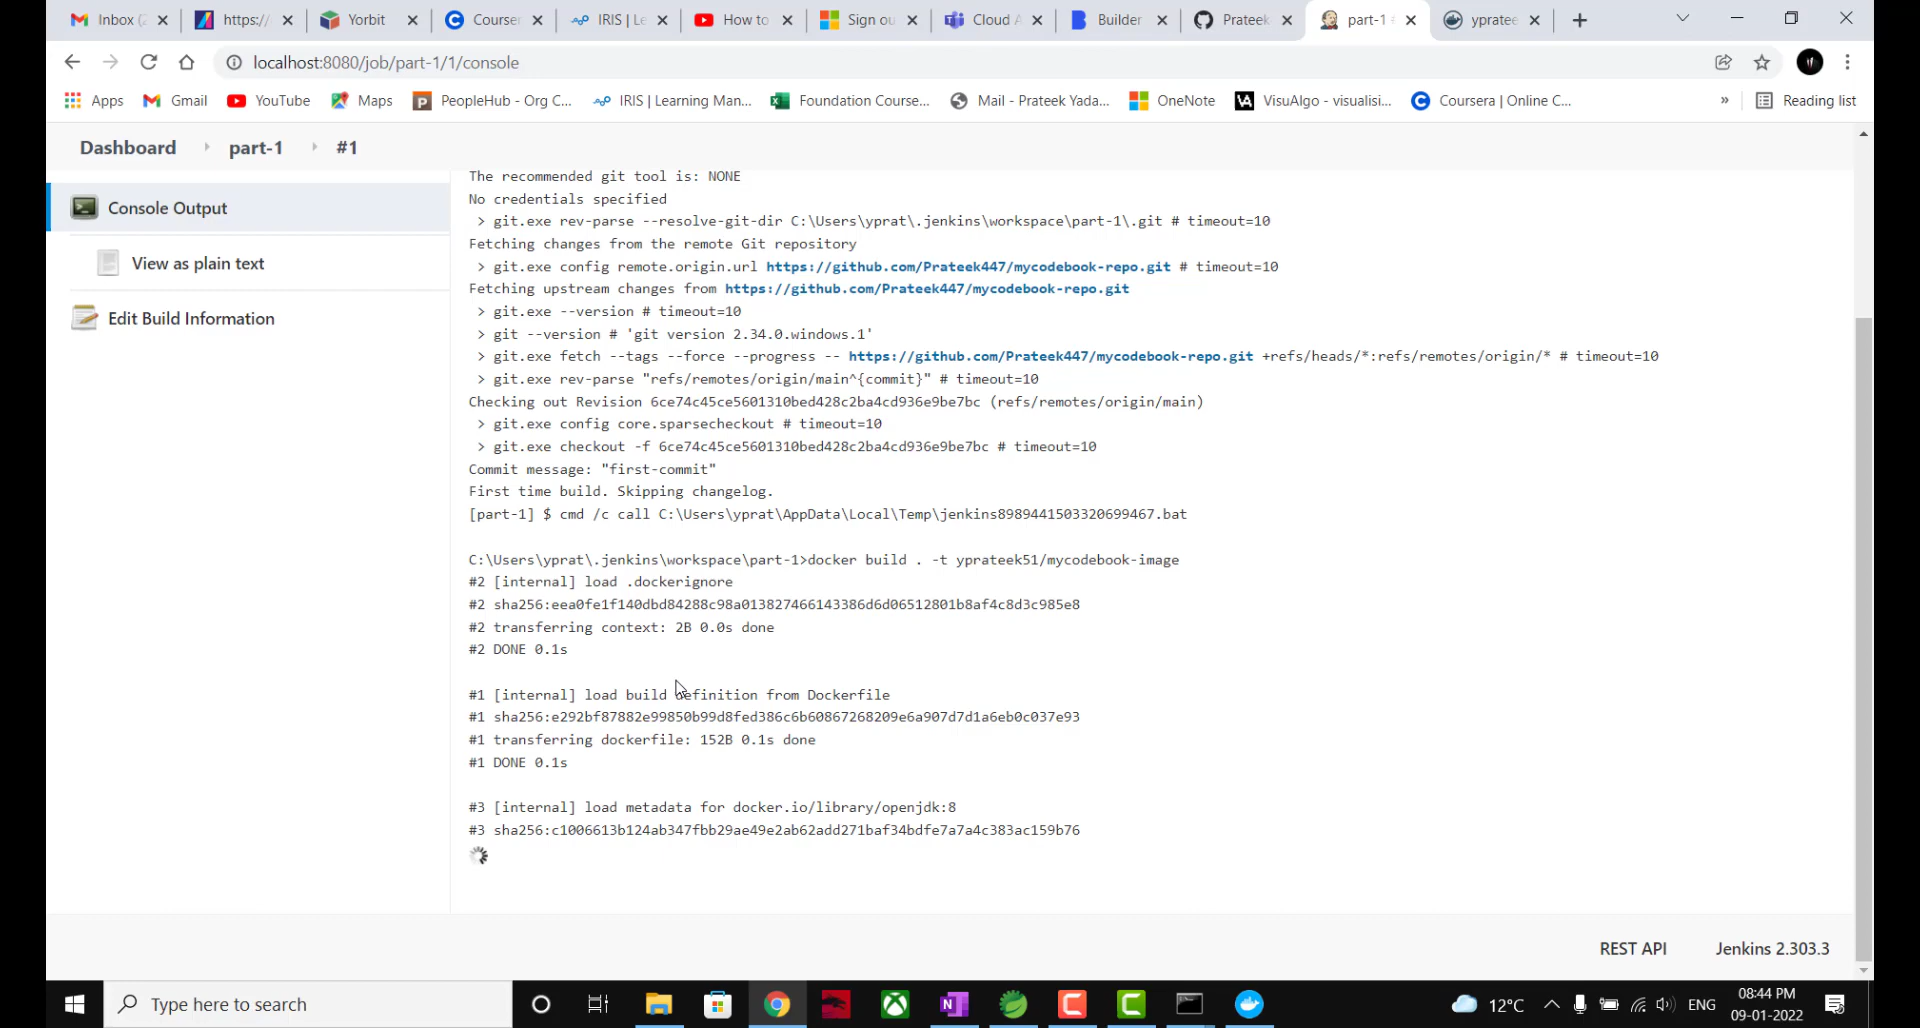 Inbox (2
https://
Yorbit
Courser
IRIS | Le
How to
Sign ou
Cloud A
Builder
Prateek
part-1 #
ypratee
localhost:8080/job/part-1/1/console
Apps
Gmail
YouTube
Maps
PeopleHub - Org C...
IRIS | Learning Man...
Foundation Course...
Mail - Prateek Yada...
OneNote
VisuAlgo - visualisi...
Coursera | Online C...
»
Reading list
Dashboard
part-1
#1
Console Output
View as plain text
Edit Build Information
The recommended git tool is: NONE
No credentials specified
> git.exe rev-parse --resolve-git-dir C:\Users\yprat\.jenkins\workspace\part-1\.git # timeout=10
Fetching changes from the remote Git repository
> git.exe config remote.origin.url https://github.com/Prateek447/mycodebook-repo.git # timeout=10
Fetching upstream changes from https://github.com/Prateek447/mycodebook-repo.git
> git.exe --version # timeout=10
> git --version # 'git version 2.34.0.windows.1'
> git.exe fetch --tags --force --progress -- https://github.com/Prateek447/mycodebook-repo.git +refs/heads/*:refs/remotes/origin/* # timeout=10
> git.exe rev-parse "refs/remotes/origin/main^{commit}" # timeout=10
Checking out Revision 6ce74c45ce5601310bed428c2ba4cd936e9be7bc (refs/remotes/origin/main)
> git.exe config core.sparsecheckout # timeout=10
> git.exe checkout -f 6ce74c45ce5601310bed428c2ba4cd936e9be7bc # timeout=10
Commit message: "first-commit"
First time build. Skipping changelog.
[part-1] $ cmd /c call C:\Users\yprat\AppData\Local\Temp\jenkins8989441503320699467.bat
C:\Users\yprat\.jenkins\workspace\part-1>docker build . -t yprateek51/mycodebook-image
#2 [internal] load .dockerignore
#2 sha256:eea0fe1f140dbd84288c98a013827466143386d6d06512801b8af4c8d3c985e8
#2 transferring context: 2B 0.0s done
#2 DONE 0.1s
#1 [internal] load build definition from Dockerfile
#1 sha256:e292bf87882e99850b99d8fed386c6b60867268209e6a907d7d1a6eb0c037e93
#1 transferring dockerfile: 152B 0.1s done
#1 DONE 0.1s
#3 [internal] load metadata for docker.io/library/openjdk:8
#3 sha256:c1006613b124ab347fbb29ae49e2ab62add271baf34bdfe7a7a4c383ac159b76
REST API
Jenkins 2.303.3
Type here to search
12°C
ENG
08:44 PM
09-01-2022